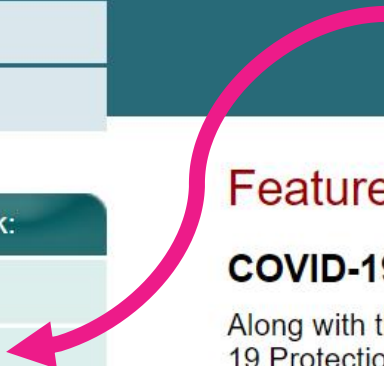 k:
Feature
COVID-19
Along with t
19 Protectio